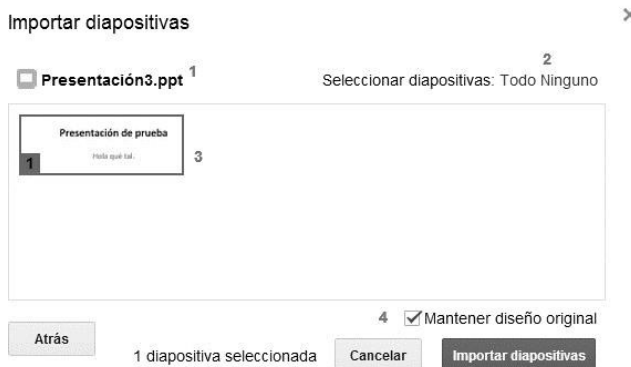 Importar diapositivas
Presentación3.ppt 1
2
Seleccionar diapositivas: Todo Ninguno
Presentación de prueba
Hola qué tal.
1
3
4
Mantener diseño original
Atrás
1 diapositiva seleccionada
Cancelar
Importar diapositivas